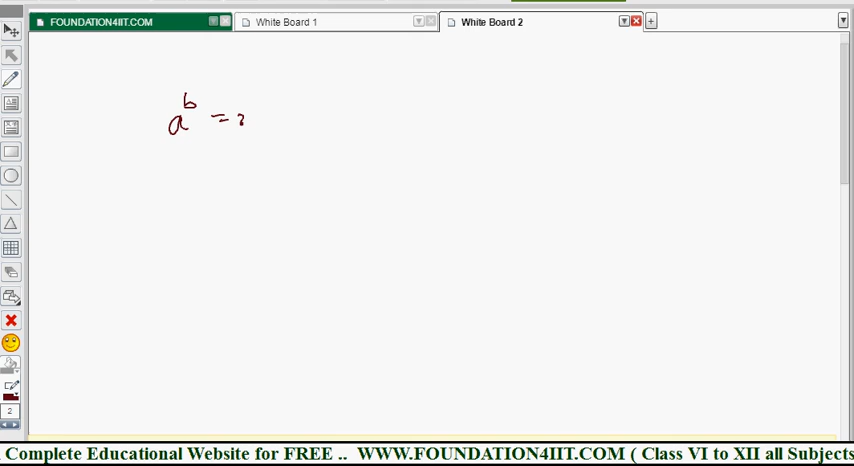 FOUNDATION4IIT.COM White Board 1 White Board 2
a^b =
2
Complete Educational Website for FREE .. WWW.FOUNDATION4IIT.COM ( Class VI to XII all Subjects